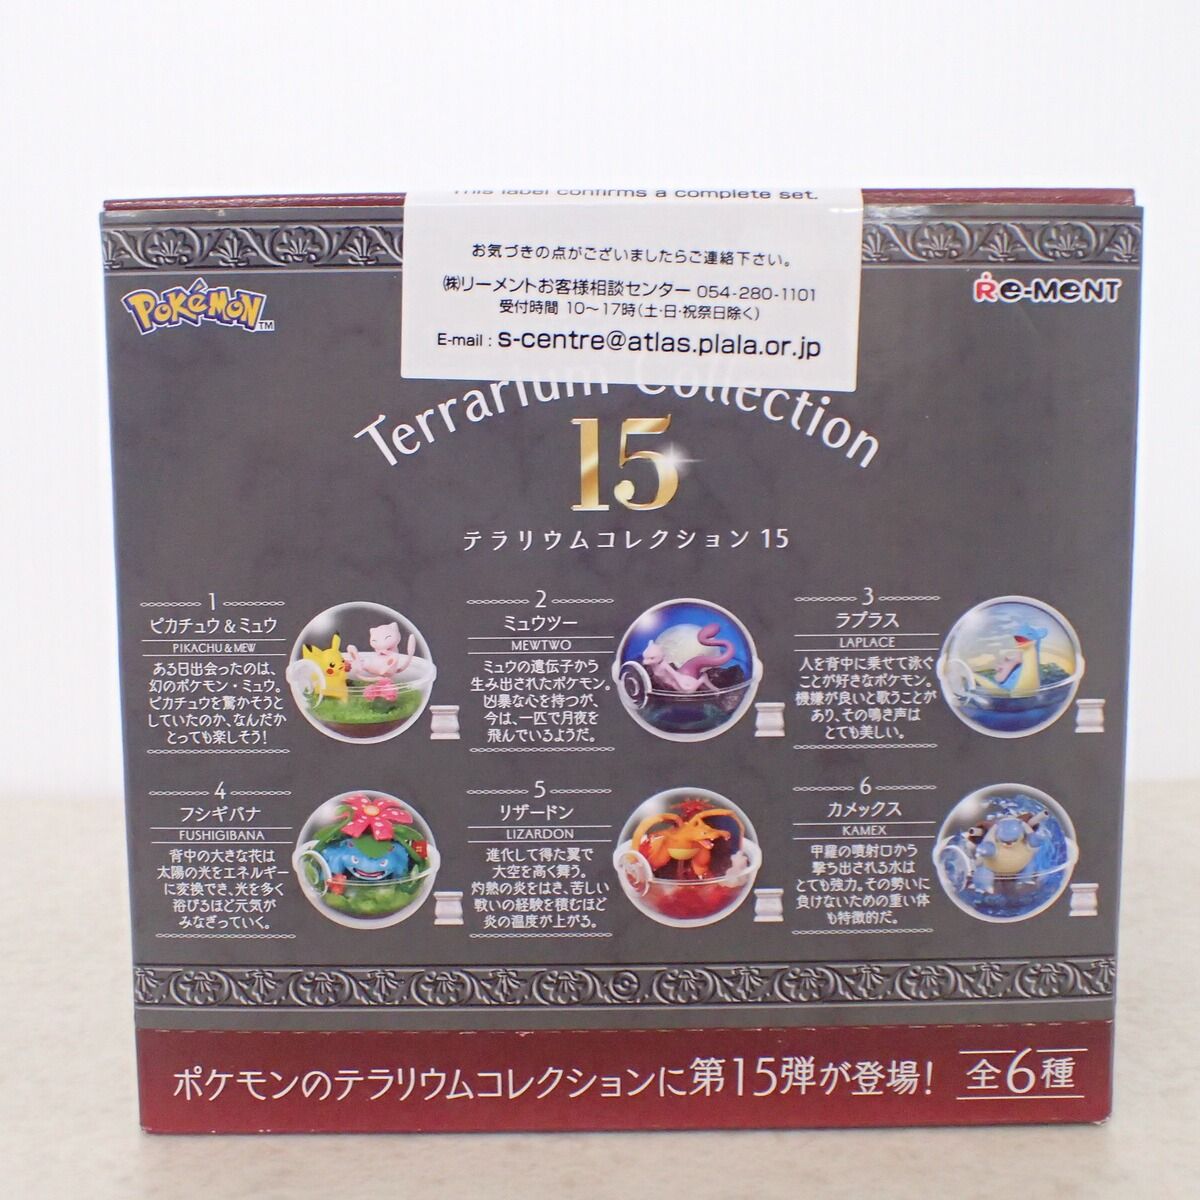 This label confirms a complete set.
お気づきの点がございましたらご連絡下さい。
㈱リーメントお客様相談センター 054-280-1101
受付時間 10〜17時(土・日・祝祭日除く)
E-mail : s-centre@atlas.plala.or.jp
POKéMON TM
Re-MeNT
Terrarium Collection
15
テラリウムコレクション 15
1
ピカチュウ&ミュウ
PIKACHU & MEW
ある日出会ったのは、
幻のポケモン・ミュウ。
ピカチュウを驚かそうと
していたのか、なんだか
とっても楽しそう!
2
ミュウツー
MEWTWO
ミュウの遺伝子から
生み出されたポケモン。
凶暴な心を持つが、
今は、一匹で月夜を
飛んでいるようだ。
3
ラプラス
LAPLACE
人を背中に乗せて泳ぐ
ことが好きなポケモン。
機嫌が良いと歌うことが
あり、その鳴き声は
とても美しい。
4
フシギバナ
FUSHIGIBANA
背中の大きな花は
太陽の光をエネルギー
に変換でき、光を多く
浴びるほど元気が
みなぎっていく。
5
リザードン
LIZARDON
進化して得た翼で
大空を高く舞う。
灼熱の炎をはき、苦しい
戦いの経験を積むほど
炎の温度が上がる。
6
カメックス
KAMEX
甲羅の噴射口から
撃ち出される水は
とても強力。その勢いに
負けないための重い体
も特徴的だ。
ポケモンのテラリウムコレクションに第15弾が登場! 全6種